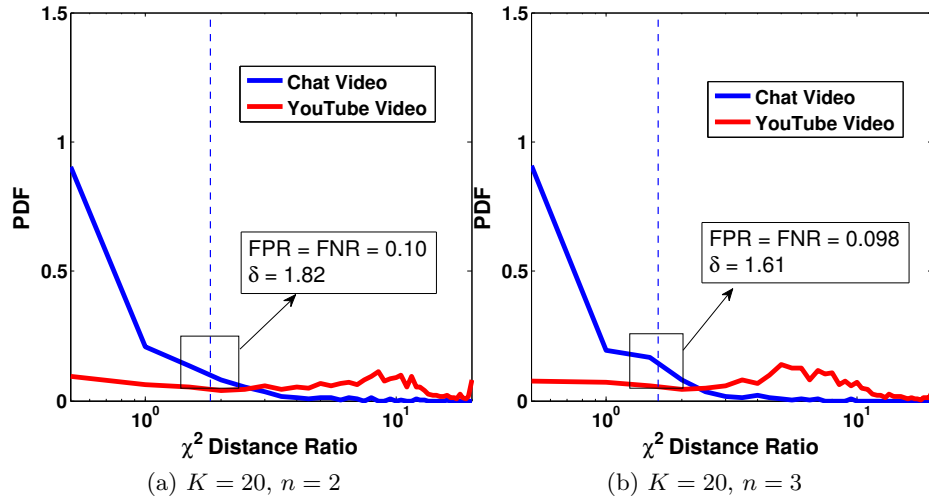 1.5
1
0.5
0
PDF
Chat Video
YouTube Video
FPR = FNR = 0.10
δ = 1.82
10⁰
10¹
χ² Distance Ratio
(a) K = 20, n = 2
1.5
1
0.5
0
PDF
Chat Video
YouTube Video
FPR = FNR = 0.098
δ = 1.61
10⁰
10¹
χ² Distance Ratio
(b) K = 20, n = 3